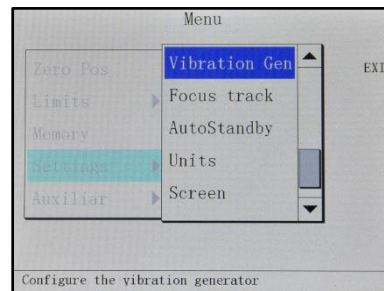 Menu
Zero Pos
Limits
Memory
Settings
Auxiliar
Vibration Gen
Focus track
AutoStandby
Units
Screen
EXI
Configure the vibration generator